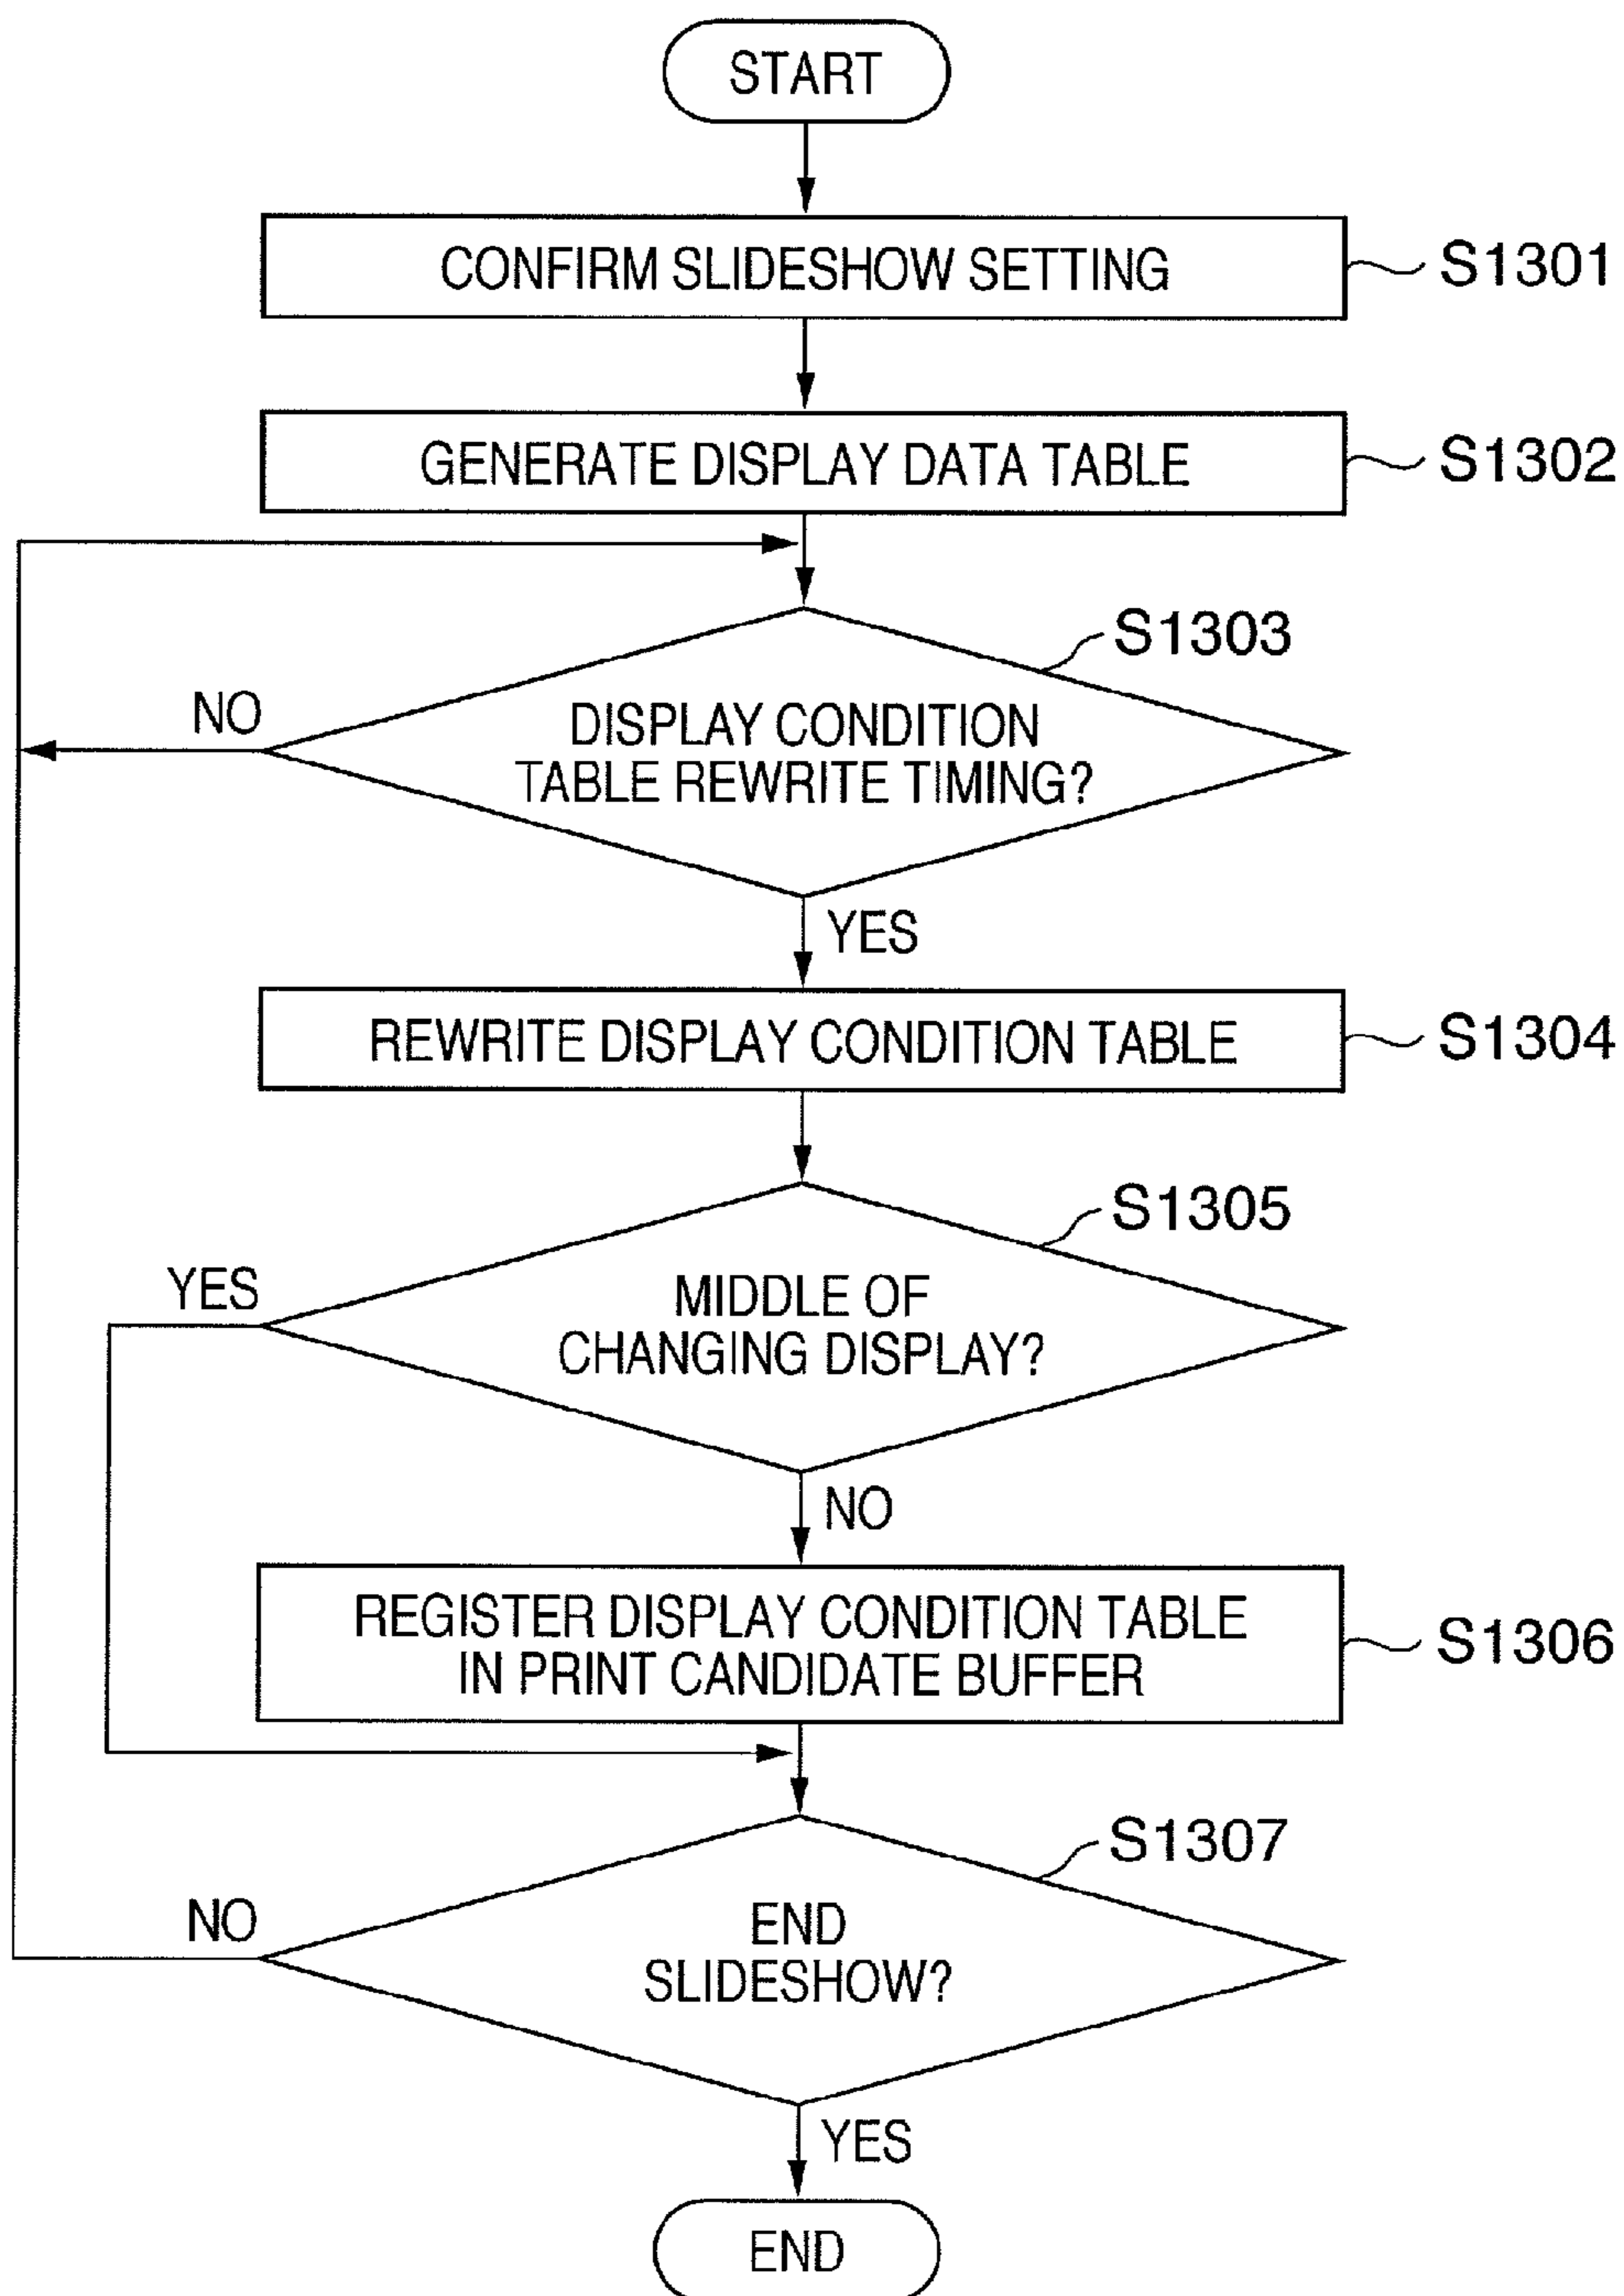 START
CONFIRM SLIDESHOW SETTING
S1301
GENERATE DISPLAY DATA TABLE
S1302
S1303
NO
DISPLAY CONDITION
TABLE REWRITE TIMING?
YES
REWRITE DISPLAY CONDITION TABLE
S1304
S1305
YES
MIDDLE OF
CHANGING DISPLAY?
NO
REGISTER DISPLAY CONDITION TABLE
IN PRINT CANDIDATE BUFFER
S1306
S1307
NO
END
SLIDESHOW?
YES
END